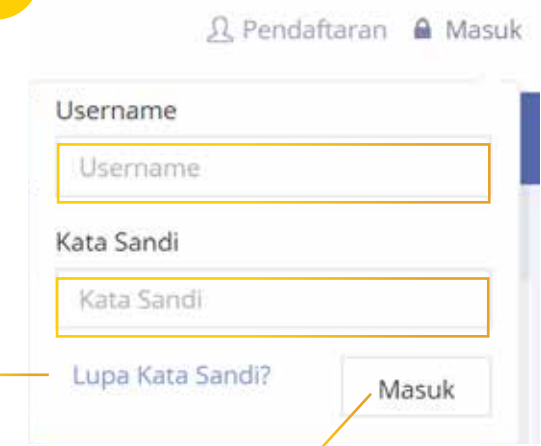 Pendaftaran Masuk
Username
Username
Kata Sandi
Kata Sandi
Lupa Kata Sandi? Masuk